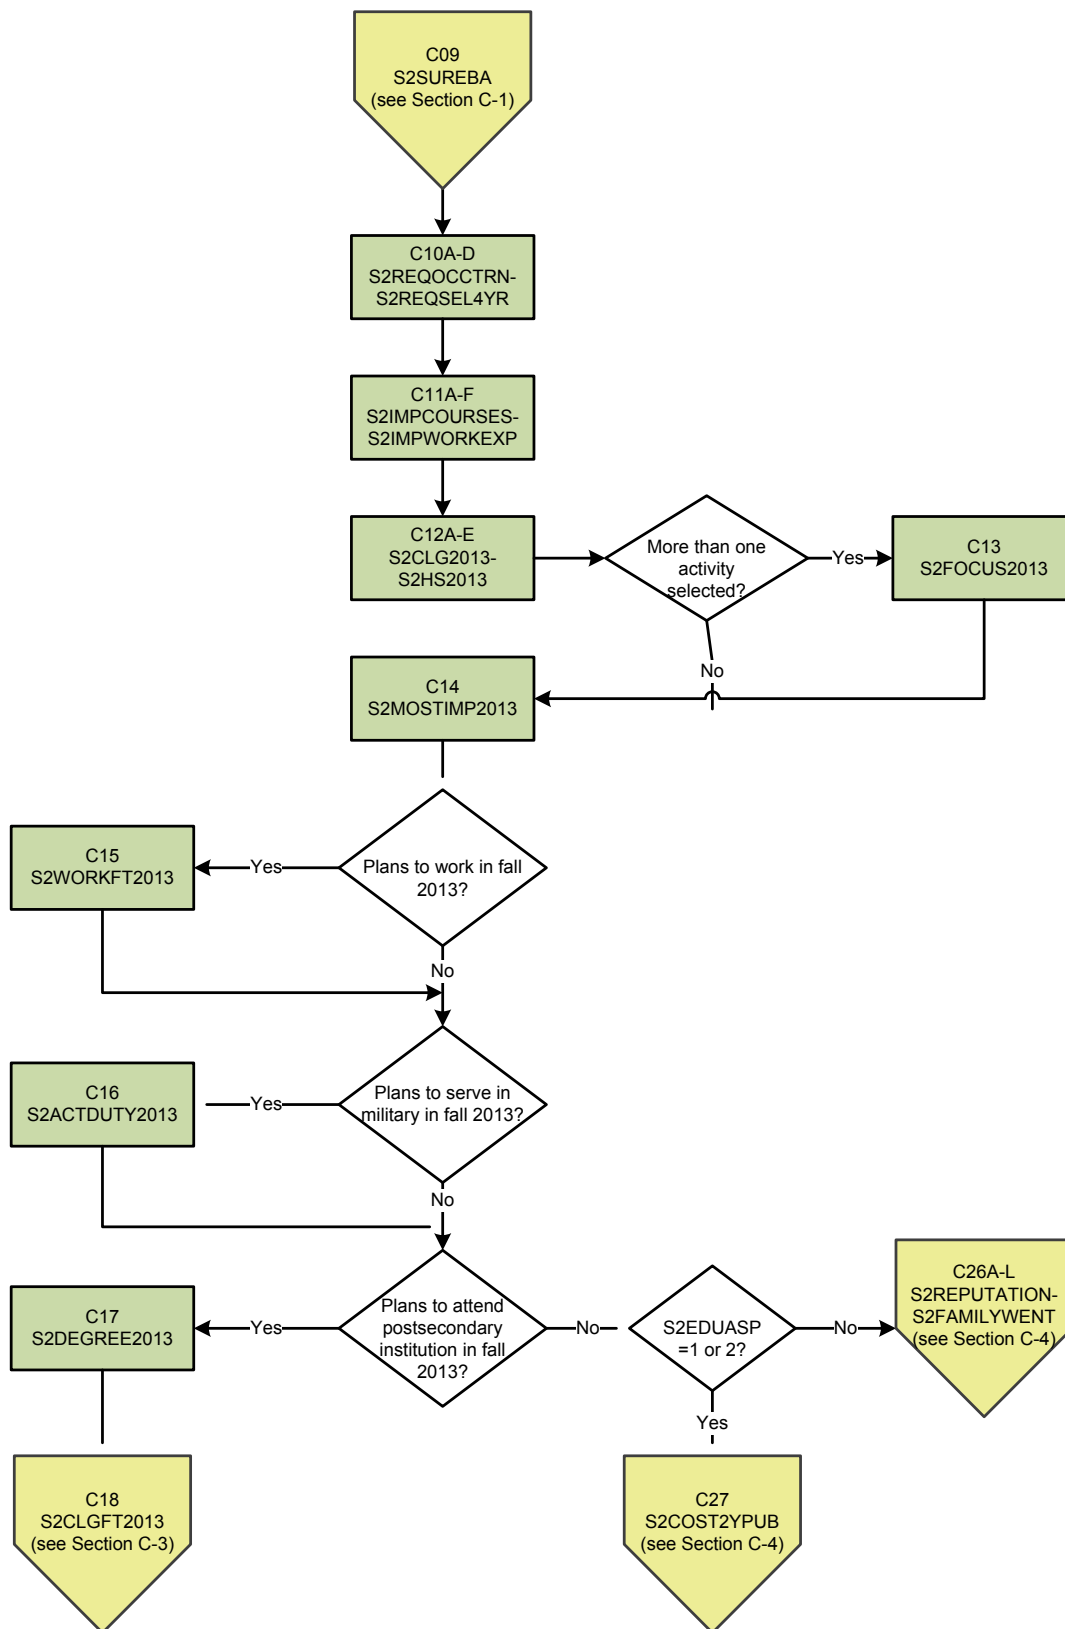 C09
S2SUREBA
(see Section C-1)
C10A-D
S2REQOCCTRN-
S2REQSEL4YR
C11A-F
S2IMPCOURSES-
S2IMPWORKEXP
C12A-E
S2CLG2013-
S2HS2013
More than one
activity
selected?
Yes
C13
S2FOCUS2013
No
C14
S2MOSTIMP2013
C15
S2WORKFT2013
Yes
Plans to work in fall
2013?
No
C16
S2ACTDUTY2013
Yes
Plans to serve in
military in fall 2013?
No
C17
S2DEGREE2013
Yes
Plans to attend
postsecondary
institution in fall
2013?
No
S2EDUASP
=1 or 2?
No
C26A-L
S2REPUTATION-
S2FAMILYWENT
(see Section C-4)
Yes
C18
S2CLGFT2013
(see Section C-3)
C27
S2COST2YPUB
(see Section C-4)